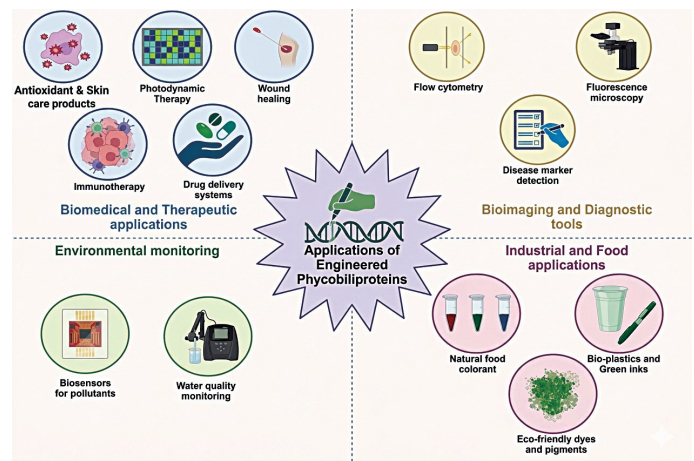 Antioxidant & Skin
care products
Photodynamic
Therapy
Wound
healing
Immunotherapy
Drug delivery
systems
Biomedical and Therapeutic
applications
Flow cytometry
Fluorescence
microscopy
Disease marker
detection
Bioimaging and Diagnostic
tools
Applications of
Engineered
Phycobiliproteins
Environmental monitoring
Biosensors
for pollutants
Water quality
monitoring
Industrial and Food
applications
Natural food
colorant
Bio-plastics and
Green inks
Eco-friendly dyes
and pigments